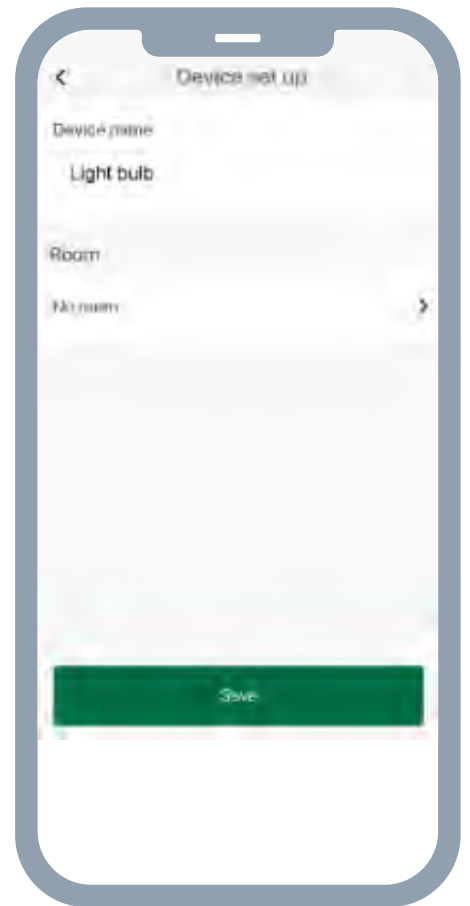 Device set up
Device name
Light bulb
Room
No room
Save